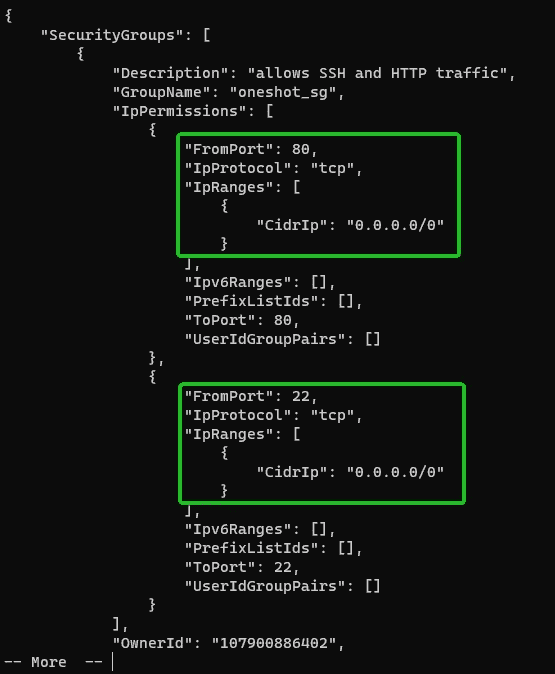 {
    "SecurityGroups": [
        {
            "Description": "allows SSH and HTTP traffic",
            "GroupName": "oneshot_sg",
            "IpPermissions": [
                {
                    "FromPort": 80,
                    "IpProtocol": "tcp",
                    "IpRanges": [
                        {
                            "CidrIp": "0.0.0.0/0"
                        }
                    ],
                    "Ipv6Ranges": [],
                    "PrefixListIds": [],
                    "ToPort": 80,
                    "UserIdGroupPairs": []
                },
                {
                    "FromPort": 22,
                    "IpProtocol": "tcp",
                    "IpRanges": [
                        {
                            "CidrIp": "0.0.0.0/0"
                        }
                    ],
                    "Ipv6Ranges": [],
                    "PrefixListIds": [],
                    "ToPort": 22,
                    "UserIdGroupPairs": []
                }
            ],
            "OwnerId": "107900886402",
-- More  --